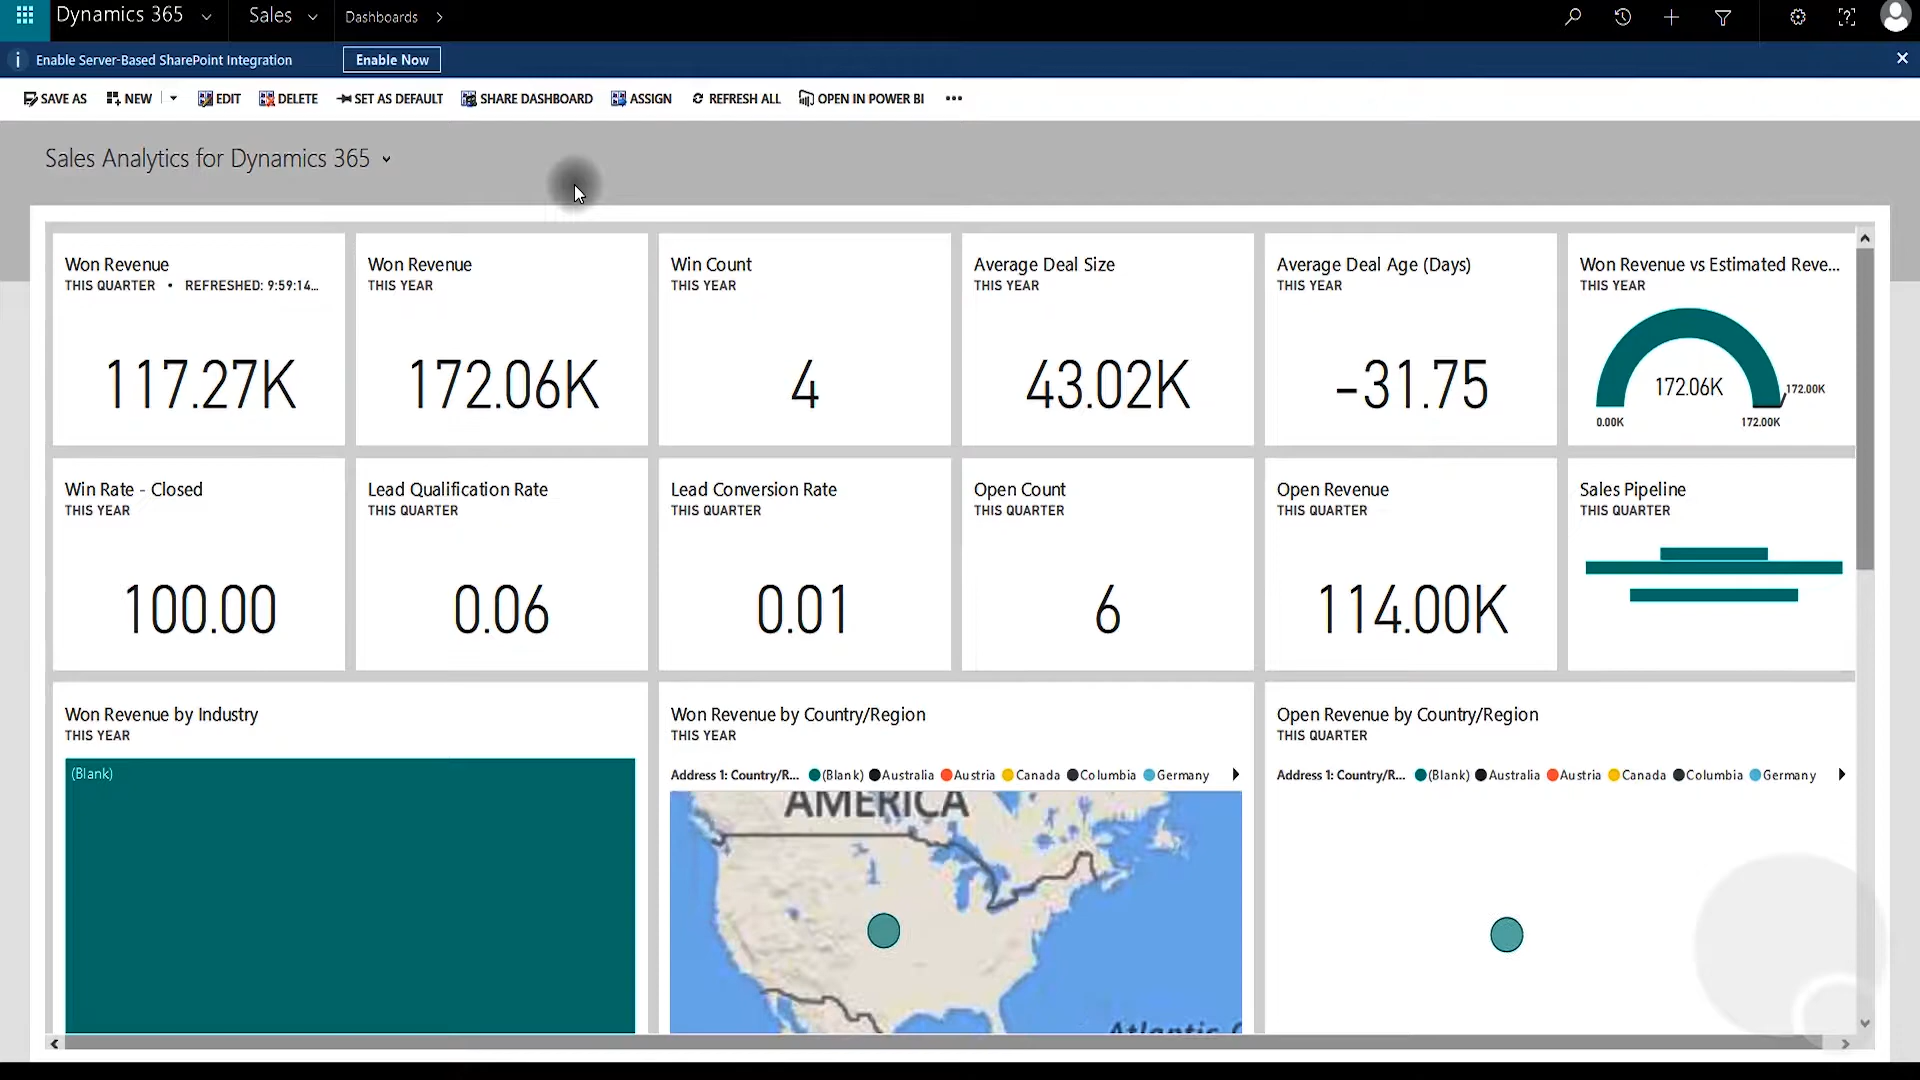 Dynamics 365 Sales Dashboards
Enable Server-Based SharePoint Integration Enable Now
SAVE AS NEW EDIT DELETE SET AS DEFAULT SHARE DASHBOARD ASSIGN REFRESH ALL OPEN IN POWER BI •••
Sales Analytics for Dynamics 365
Won Revenue
THIS QUARTER • REFRESHED: 9:59:14...
117.27K
Won Revenue
THIS YEAR
172.06K
Win Count
THIS YEAR
4
Average Deal Size
THIS YEAR
43.02K
Average Deal Age (Days)
THIS YEAR
-31.75
Won Revenue vs Estimated Reve...
THIS YEAR
172.06K
172.00K
0.00K
172.00K
Win Rate - Closed
THIS YEAR
100.00
Lead Qualification Rate
THIS QUARTER
0.06
Lead Conversion Rate
THIS QUARTER
0.01
Open Count
THIS QUARTER
6
Open Revenue
THIS QUARTER
114.00K
Sales Pipeline
THIS QUARTER
Won Revenue by Industry
THIS YEAR
(Blank)
Won Revenue by Country/Region
THIS YEAR
Address 1: Country/R... (Blank) Australia Austria Canada Columbia Germany
AMERICA
Atlantic
Open Revenue by Country/Region
THIS QUARTER
Address 1: Country/R... (Blank) Australia Austria Canada Columbia Germany